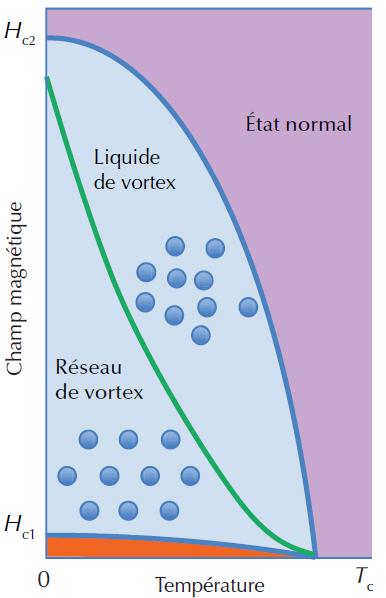 Hc2
État normal
Liquide
de vortex
Champ magnétique
Réseau
de vortex
Hc1
0
Température
Tc